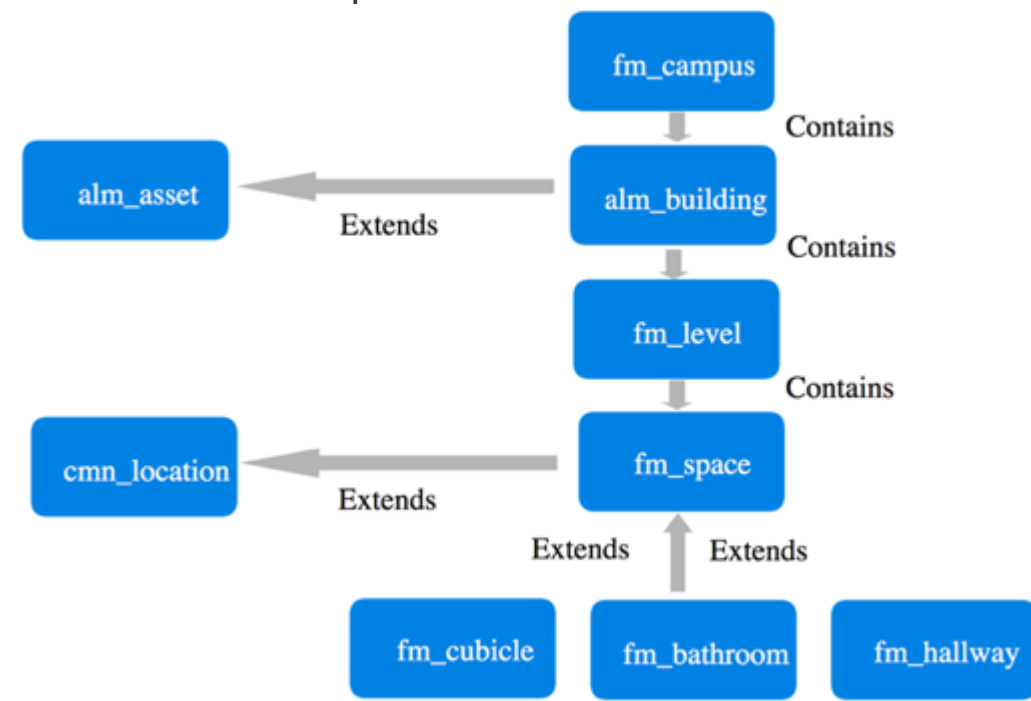 fm_campus
Contains
alm_asset
alm_building
Extends
Contains
fm_level
Contains
cmn_location
fm_space
Extends
Extends
Extends
fm_cubicle
fm_bathroom
fm_hallway